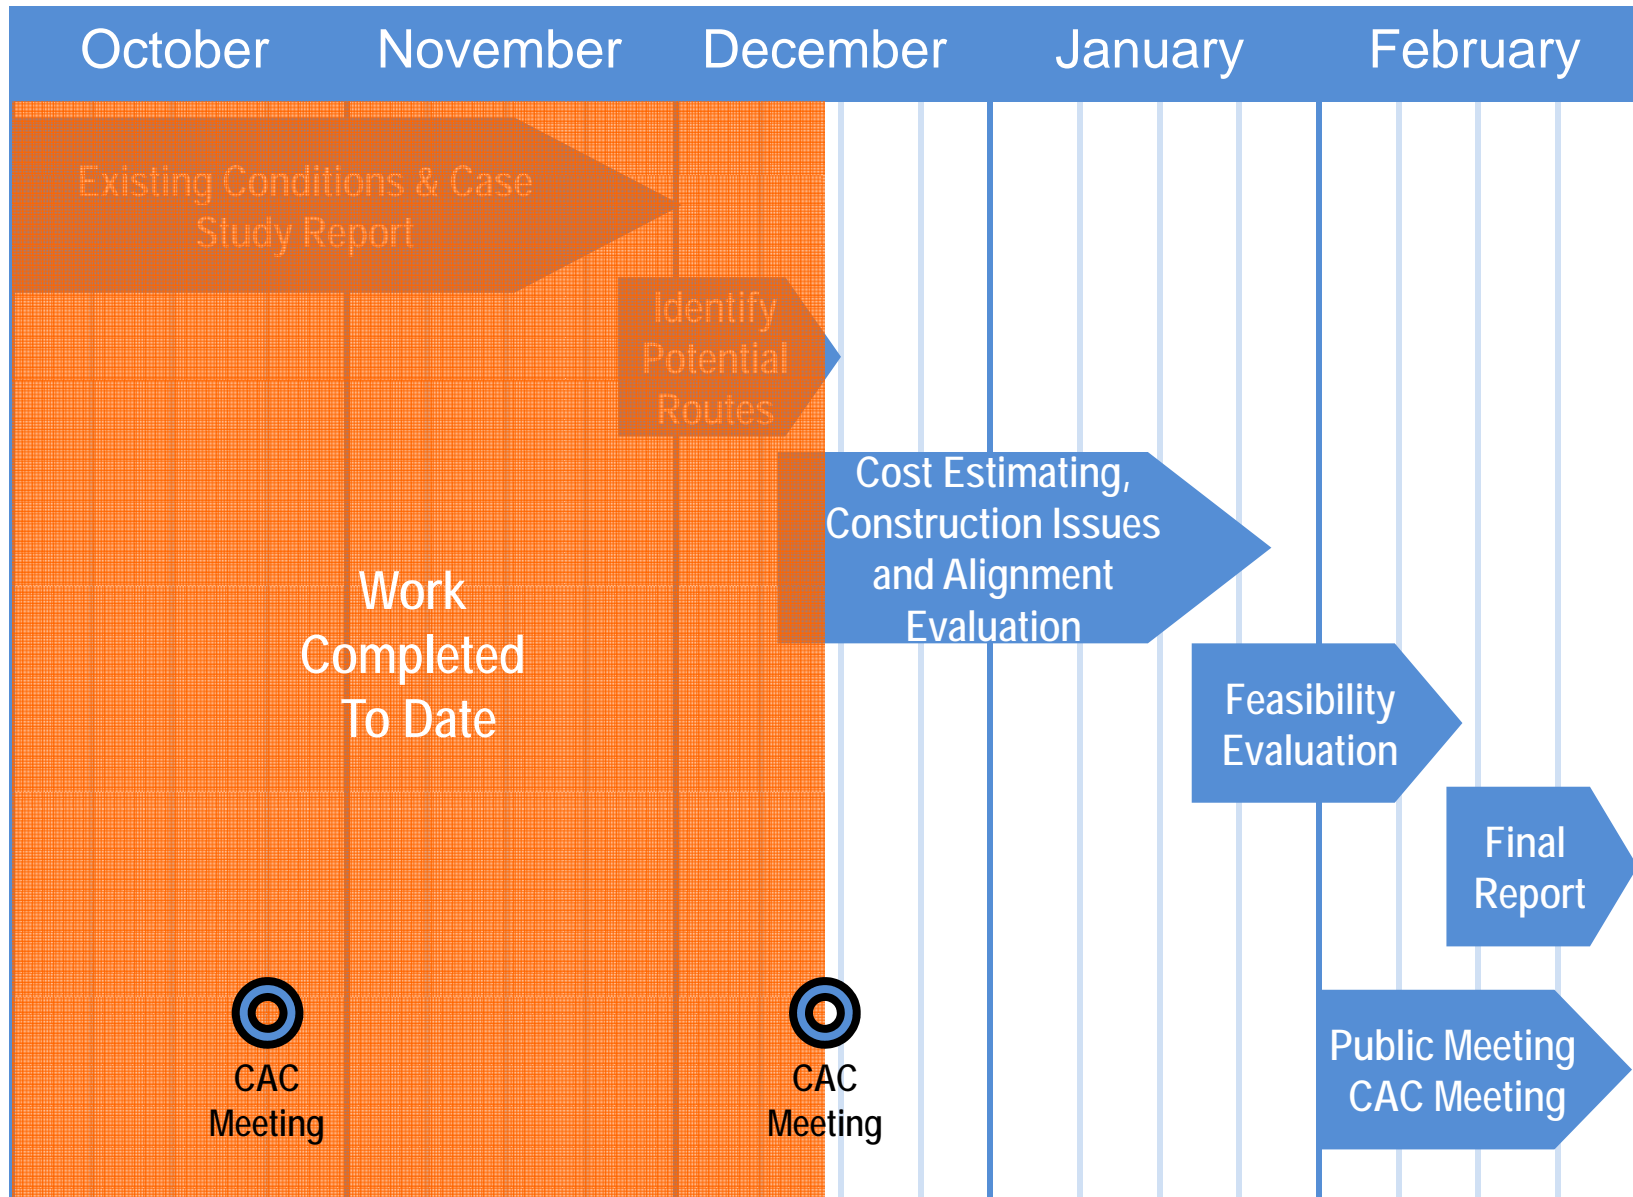 October November December January February
Existing Conditions & Case
Study Report
Identify
Potential
Routes
Cost Estimating,
Construction Issues
and Alignment
Evaluation
Work
Completed
To Date
Feasibility
Evaluation
Final
Report
CAC
Meeting
CAC
Meeting
Public Meeting
CAC Meeting